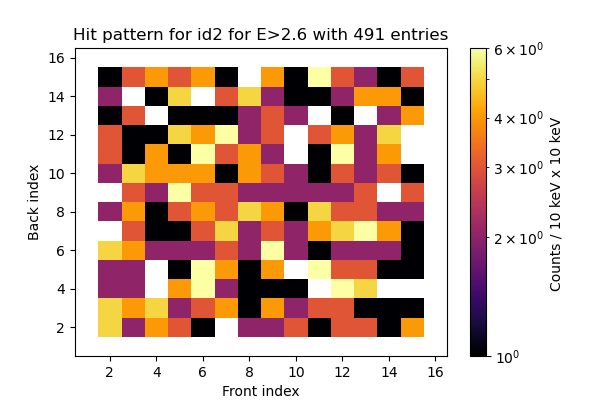 Hit pattern for id2 for E>2.6 with 491 entries
16
14
12
10
8
6
4
2
Back index
2 4 6 8 10 12 14 16
Front index
6 × 10⁰
4 × 10⁰
3 × 10⁰
2 × 10⁰
10⁰
Counts / 10 keV x 10 keV